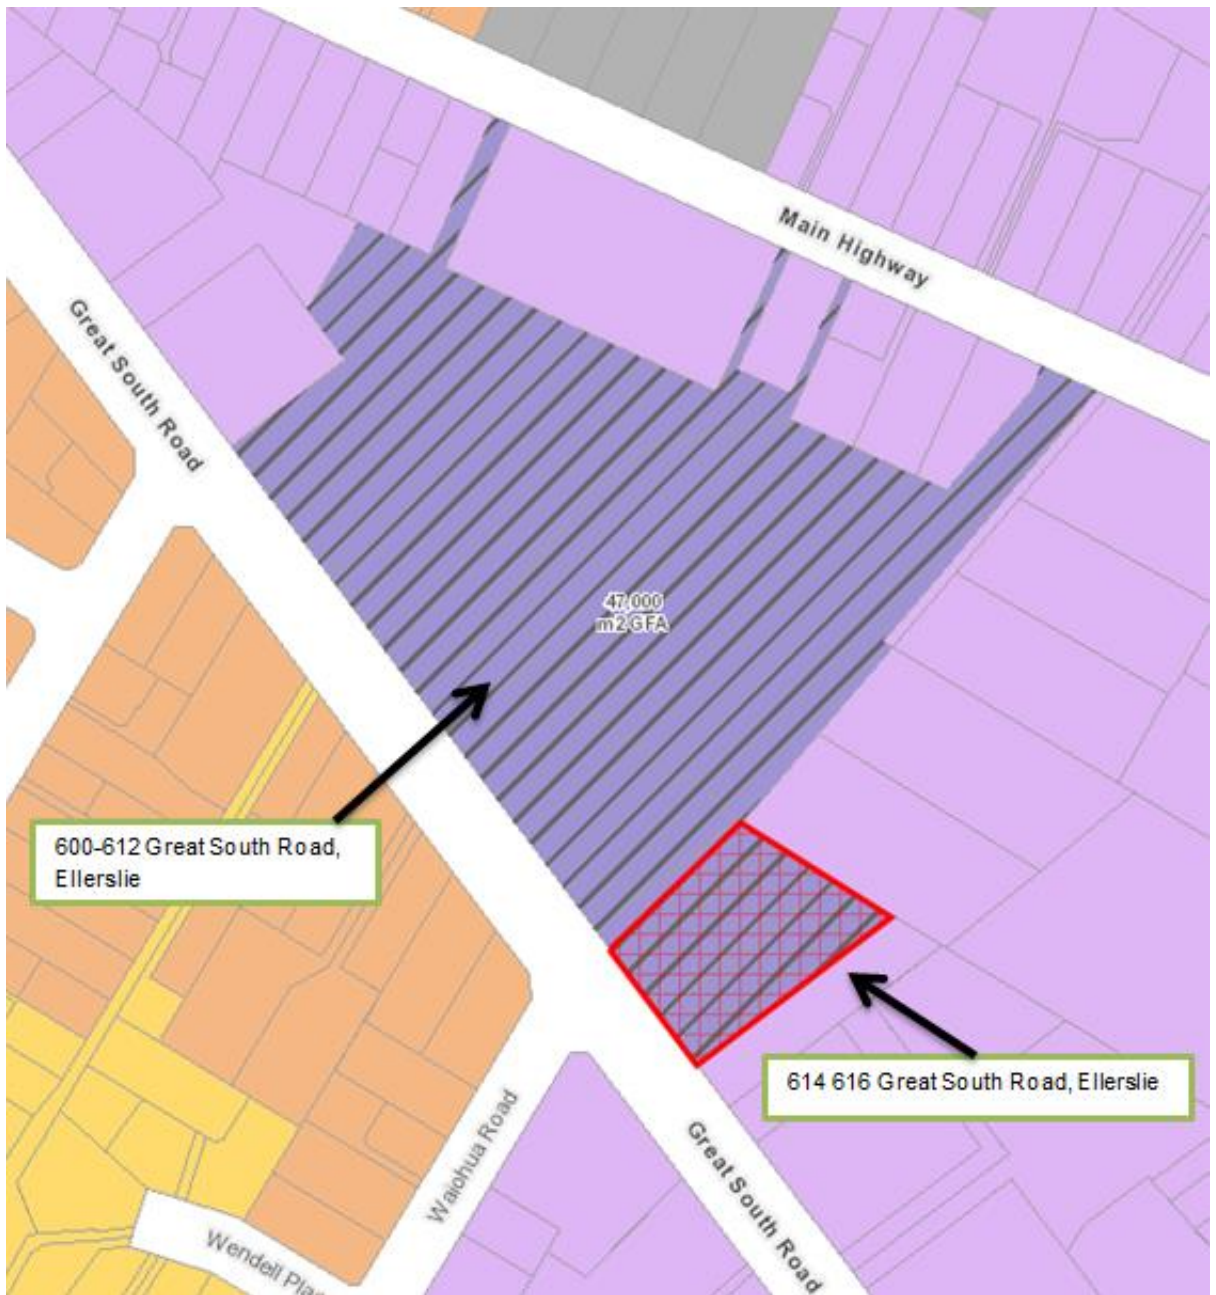 Main Highway
Great South Road
47,000
m2 GFA
600-612 Great South Road,
Ellerslie
614 616 Great South Road, Ellerslie
Waiohua Road
Great South Road
Wendell